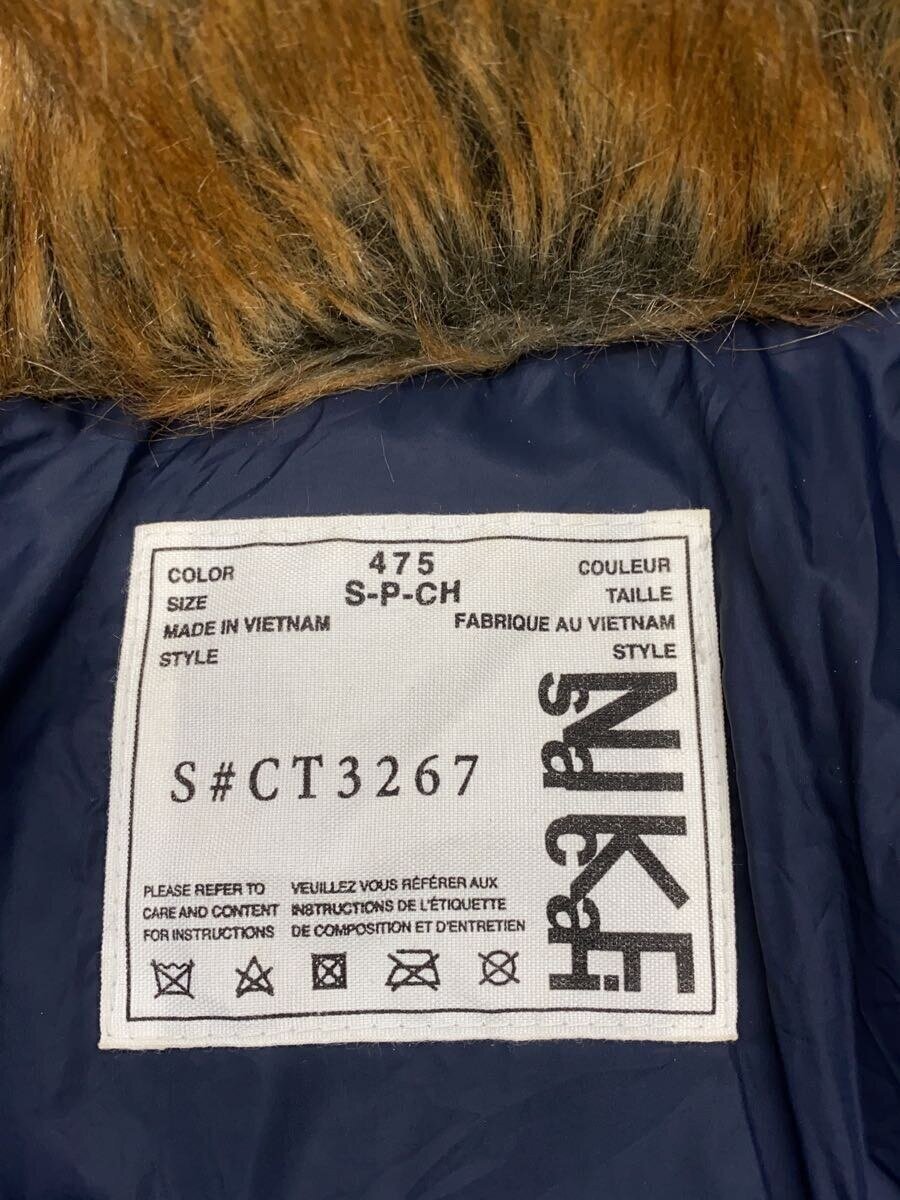 COLOR 475 COULEUR
SIZE S-P-CH TAILLE
MADE IN VIETNAM FABRIQUE AU VIETNAM
STYLE STYLE
S#CT3267
NIKE
sacai
PLEASE REFER TO
CARE AND CONTENT
FOR INSTRUCTIONS
VEUILLEZ VOUS RÉFÉRER AUX
INSTRUCTIONS DE L'ÉTIQUETTE
DE COMPOSITION ET D'ENTRETIEN